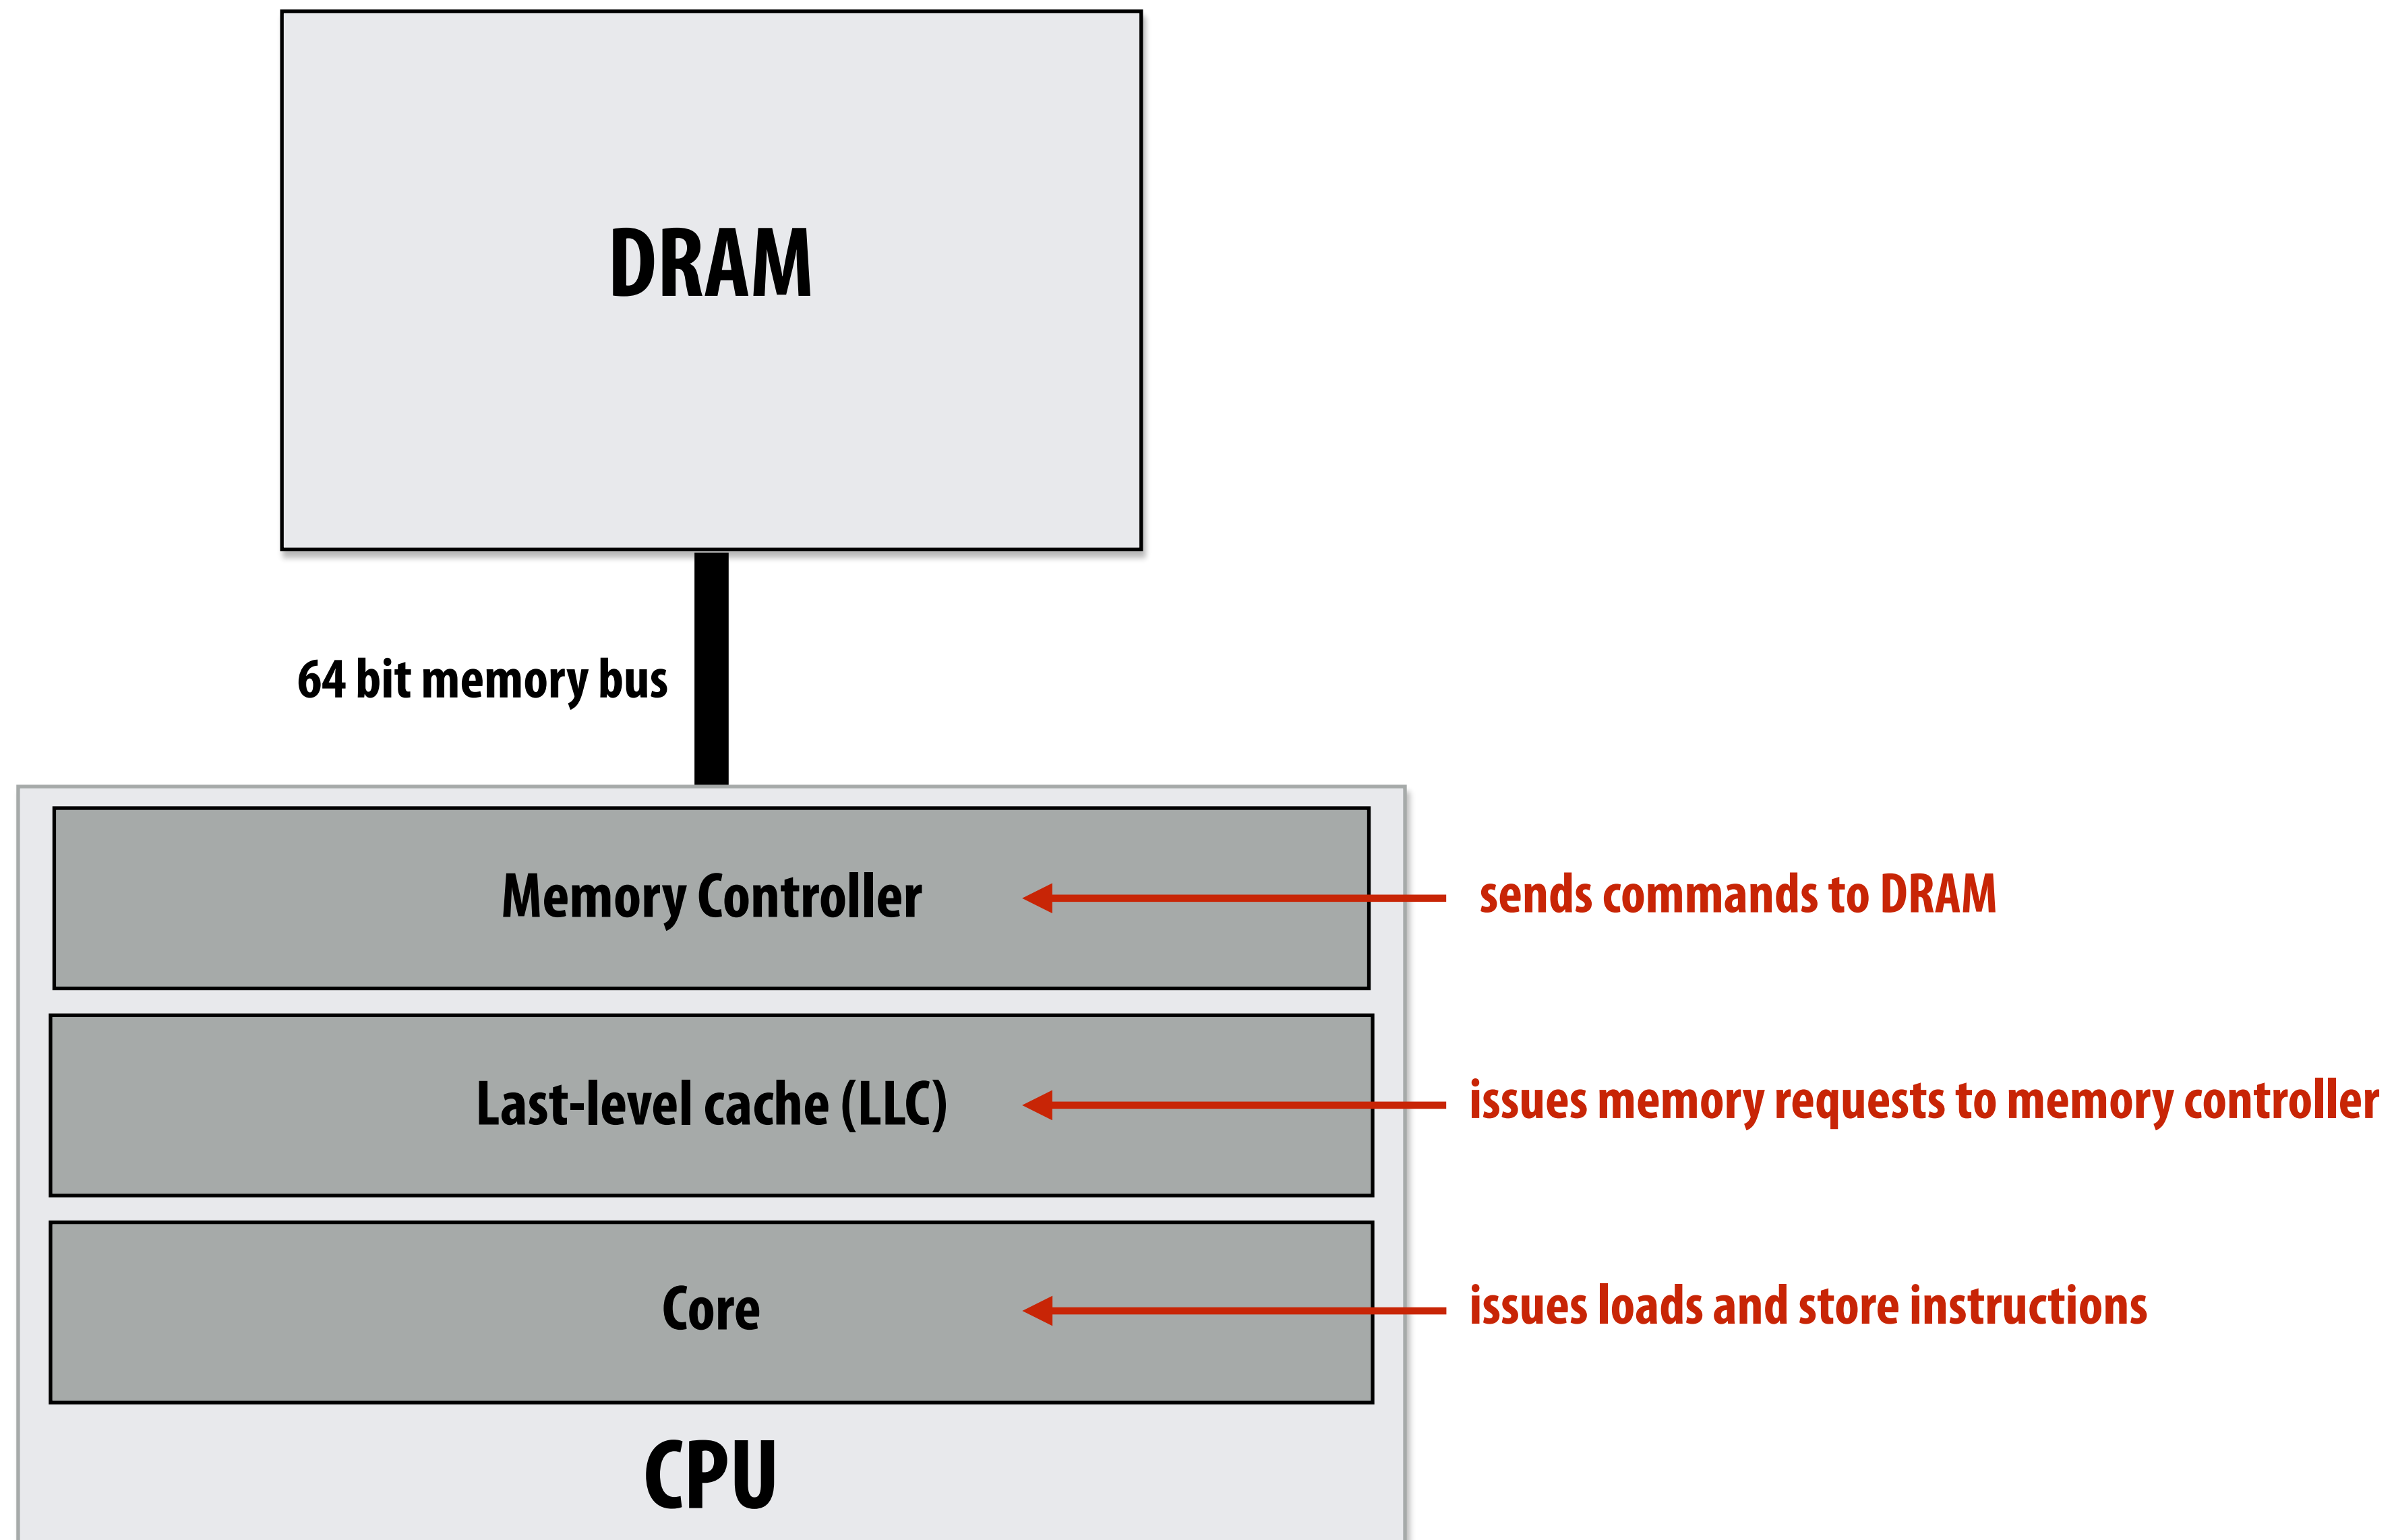 DRAM
64 bit memory bus
Memory Controller
sends commands to DRAM
Last-level cache (LLC)
issues memory requests to memory controller
Core
issues loads and store instructions
CPU